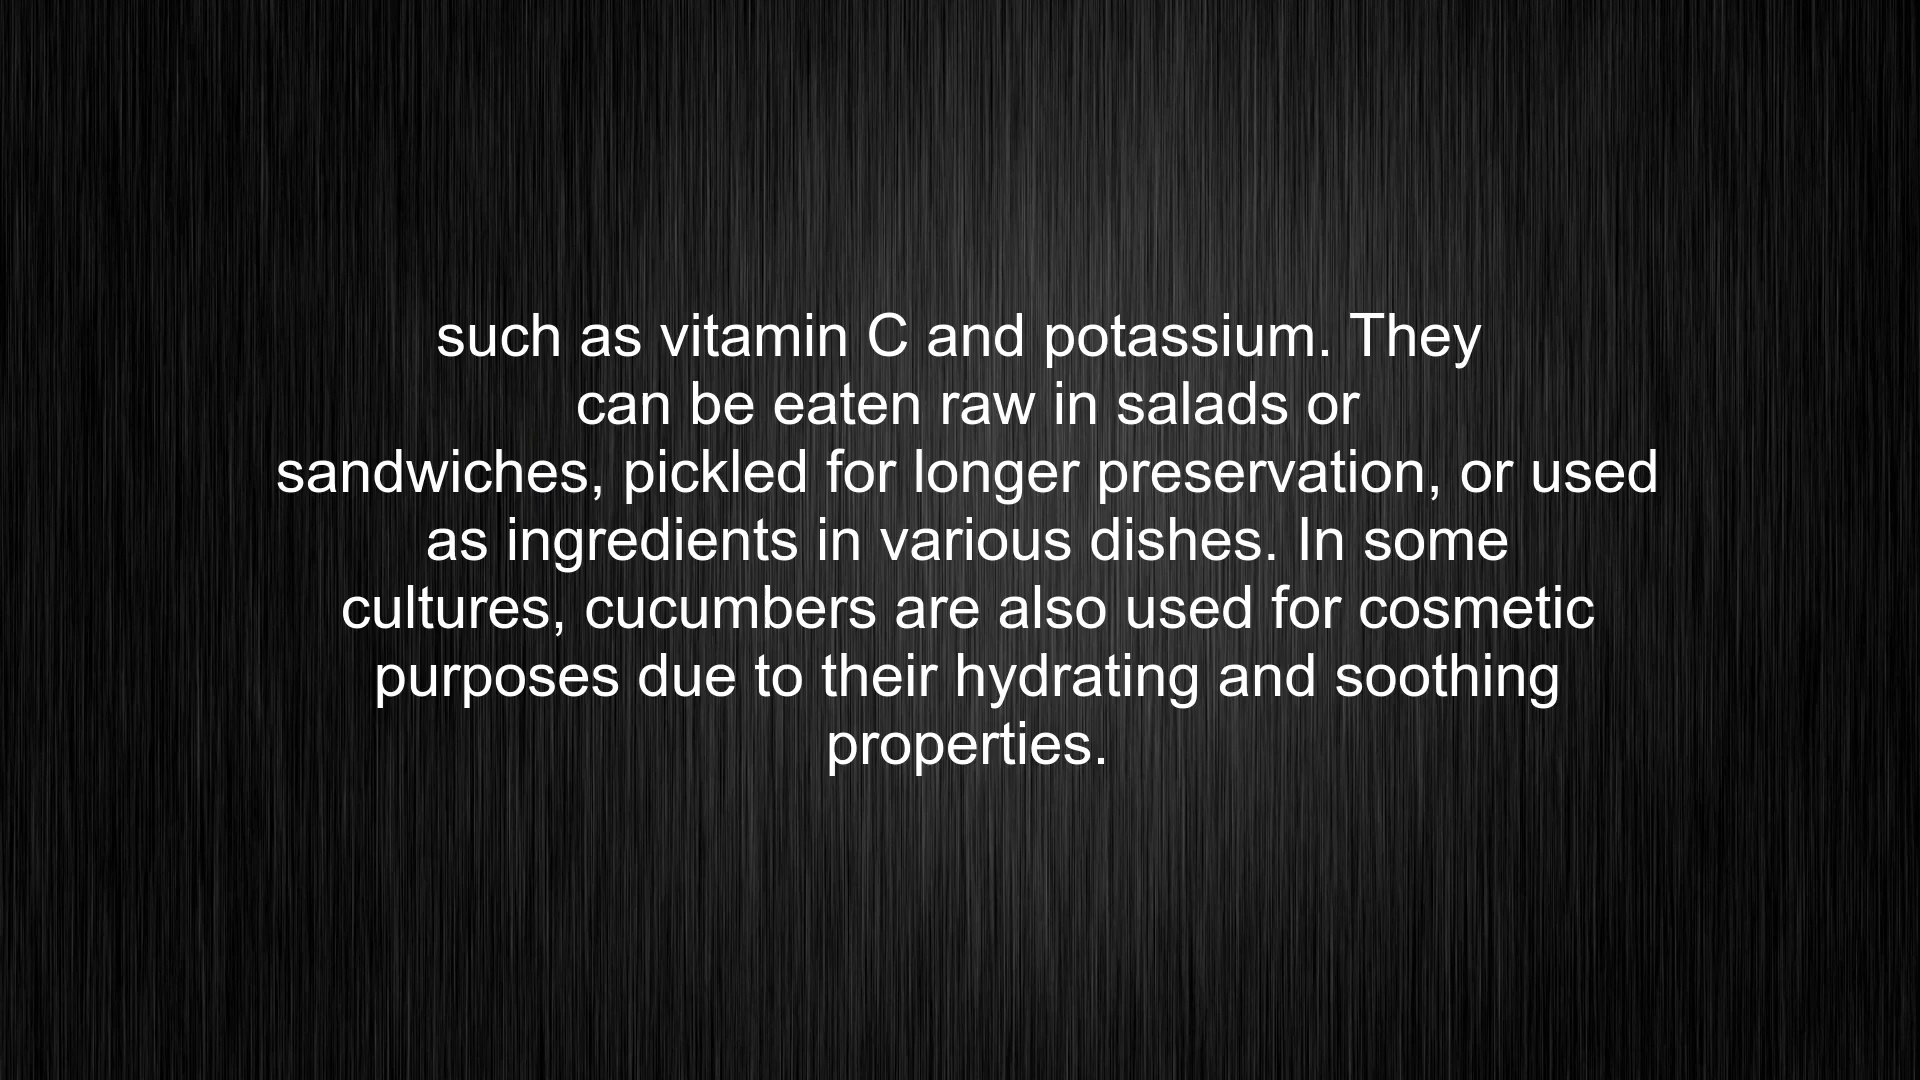 such as vitamin C and potassium. They
can be eaten raw in salads or
sandwiches, pickled for longer preservation, or used
as ingredients in various dishes. In some
cultures, cucumbers are also used for cosmetic
purposes due to their hydrating and soothing
properties.